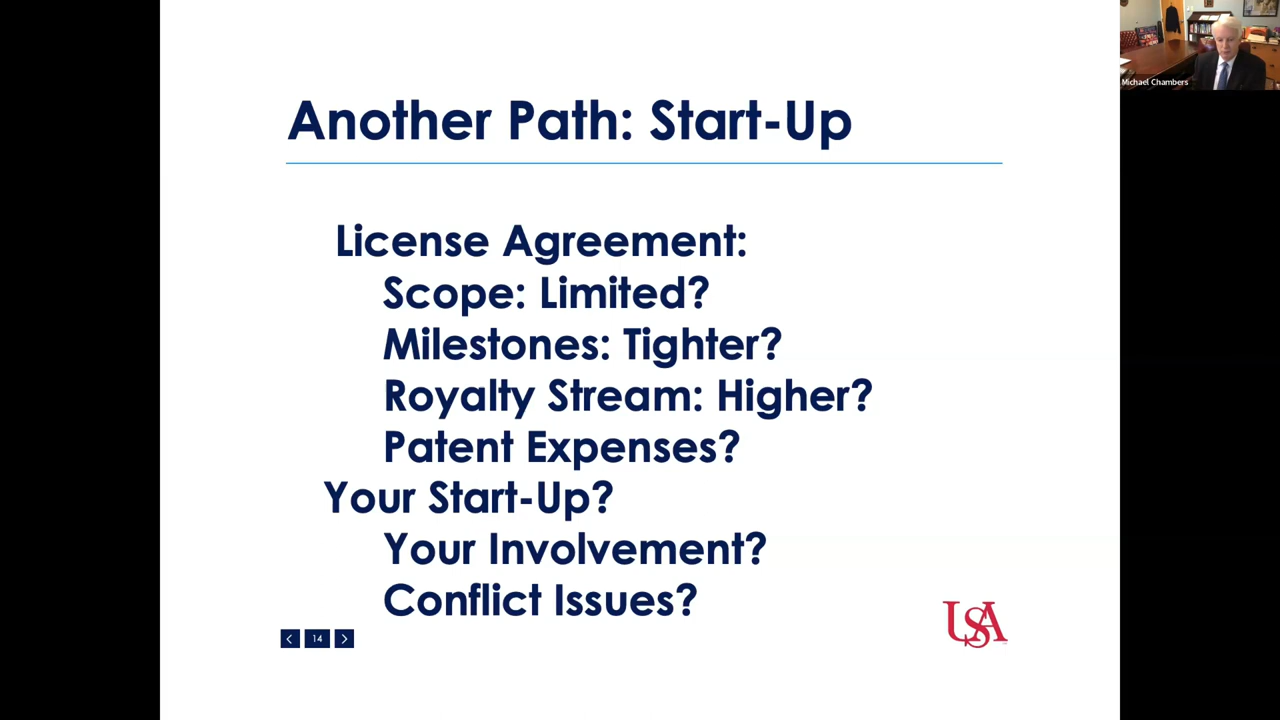 Michael Chambers
Another Path: Start-Up
License Agreement:
Scope: Limited?
Milestones: Tighter?
Royalty Stream: Higher?
Patent Expenses?
Your Start-Up?
Your Involvement?
Conflict Issues?
14
USA